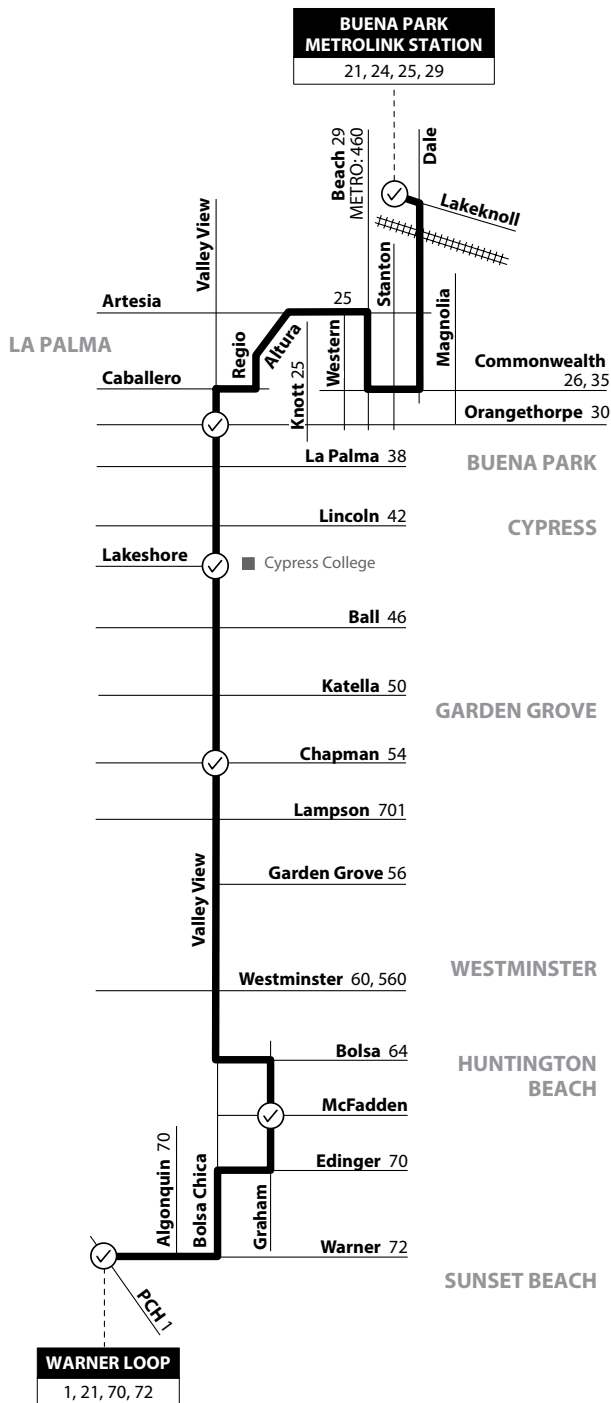 BUENA PARK
METROLINK STATION
21, 24, 25, 29
Beach 29
METRO: 460
Dale
Valley View
Lakeknoll
Stanton
Artesia
25
Magnolia
LA PALMA
Regio
Altura
Western
Knott 25
Commonwealth
26, 35
Caballero
Orangethorpe 30
La Palma 38
BUENA PARK
Lincoln 42
CYPRESS
Lakeshore
Cypress College
Ball 46
Katella 50
GARDEN GROVE
Chapman 54
Lampson 701
Valley View
Garden Grove 56
WESTMINSTER
Westminster 60, 560
Bolsa 64
HUNTINGTON
BEACH
McFadden
Algonquin 70
Bolsa Chica
Graham
Edinger 70
Warner 72
SUNSET BEACH
PCH 1
WARNER LOOP
1, 21, 70, 72